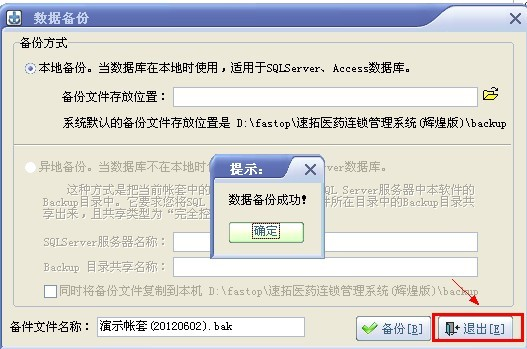 数据备份
备份方式
本地备份。当数据库在本地时使用，适用于SQLServer、Access数据库。
备份文件存放位置：
系统默认的备份文件存放位置是 D:\fastop\速拓医药连锁管理系统(辉煌版)\backup
异地备份。当数据库不在本地时
erver数据库。
这种方式是把当前帐套中的
SQL Server服务器中本软件的
Backup目录中。它要求您将SQL
件所在目录中的Backup目录共
享出来，且共享类型为“完全控
提示：
数据备份成功!
确定
SQLServer服务器名称：
Backup 目录共享名称：
同时将备份文件复制到本机 D:\fastop\速拓医药连锁管理系统(辉煌版)\backup
备件文件名称：
演示帐套(20120602).bak
备份[B]
退出[E]